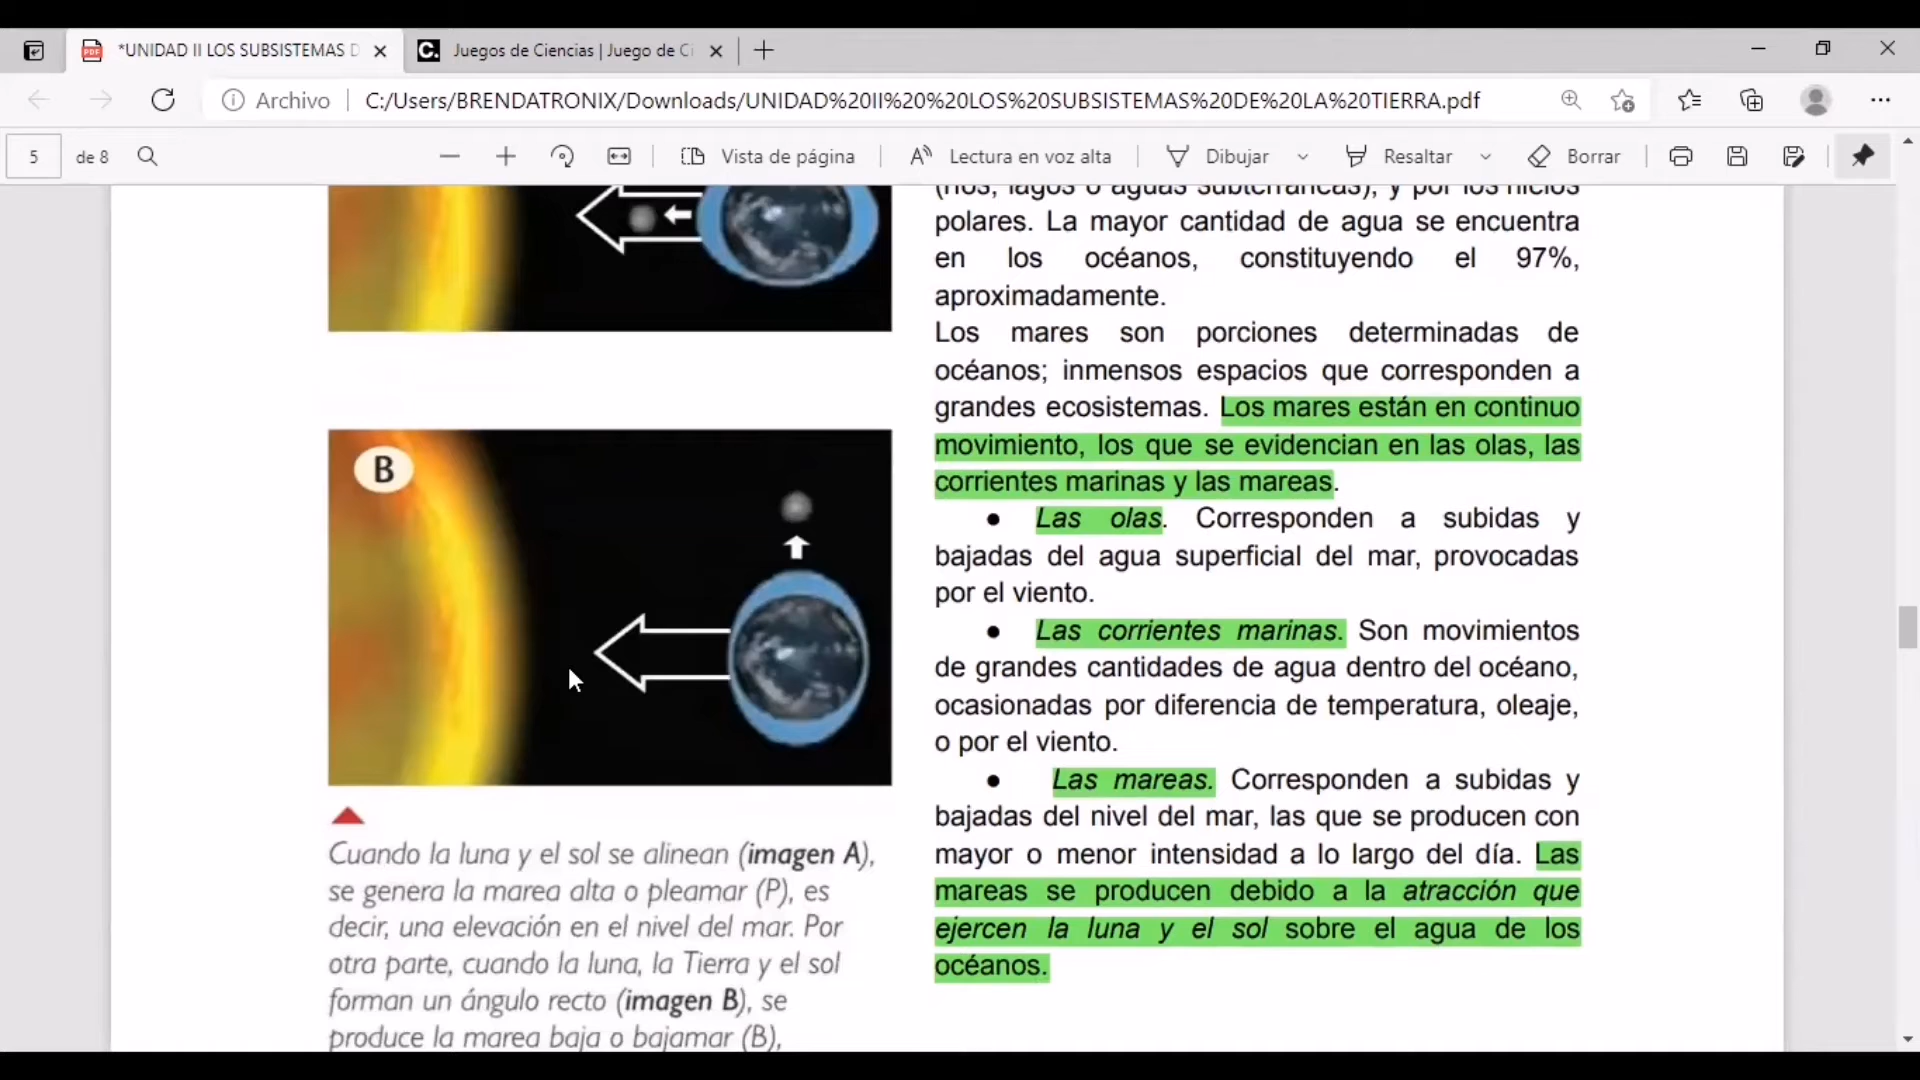 *UNIDAD II LOS SUBSISTEMAS D
Juegos de Ciencias | Juego de Ci
Archivo
C:/Users/BRENDATRONIX/Downloads/UNIDAD%20II%20%20LOS%20SUBSISTEMAS%20DE%20LA%20TIERRA.pdf
5 de 8
Vista de página
Lectura en voz alta
Dibujar
Resaltar
Borrar
B
Cuando la luna y el sol se alinean (imagen A),
se genera la marea alta o pleamar (P), es
decir, una elevación en el nivel del mar. Por
otra parte, cuando la luna, la Tierra y el sol
forman un ángulo recto (imagen B), se
produce la marea baja o bajamar (B),
(ríos, lagos o aguas subterráneas), y por los hielos
polares. La mayor cantidad de agua se encuentra
en los océanos, constituyendo el 97%,
aproximadamente.
Los mares son porciones determinadas de
océanos; inmensos espacios que corresponden a
grandes ecosistemas. Los mares están en continuo
movimiento, los que se evidencian en las olas, las
corrientes marinas y las mareas.
● Las olas. Corresponden a subidas y
bajadas del agua superficial del mar, provocadas
por el viento.
● Las corrientes marinas. Son movimientos
de grandes cantidades de agua dentro del océano,
ocasionadas por diferencia de temperatura, oleaje,
o por el viento.
● Las mareas. Corresponden a subidas y
bajadas del nivel del mar, las que se producen con
mayor o menor intensidad a lo largo del día. Las
mareas se producen debido a la atracción que
ejercen la luna y el sol sobre el agua de los
océanos.